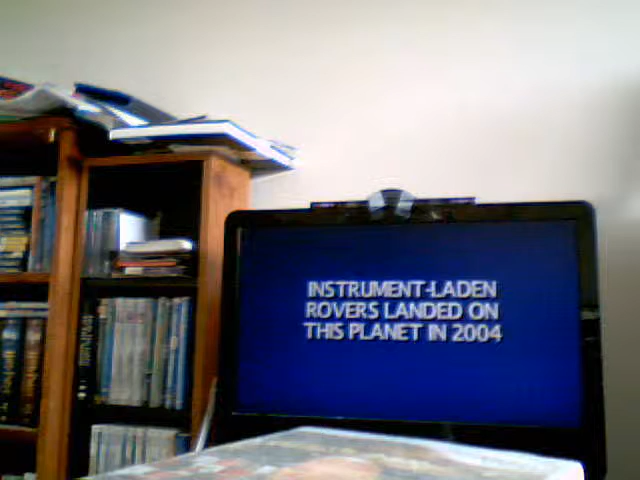 INSTRUMENT-LADEN
ROVERS LANDED ON
THIS PLANET IN 2004